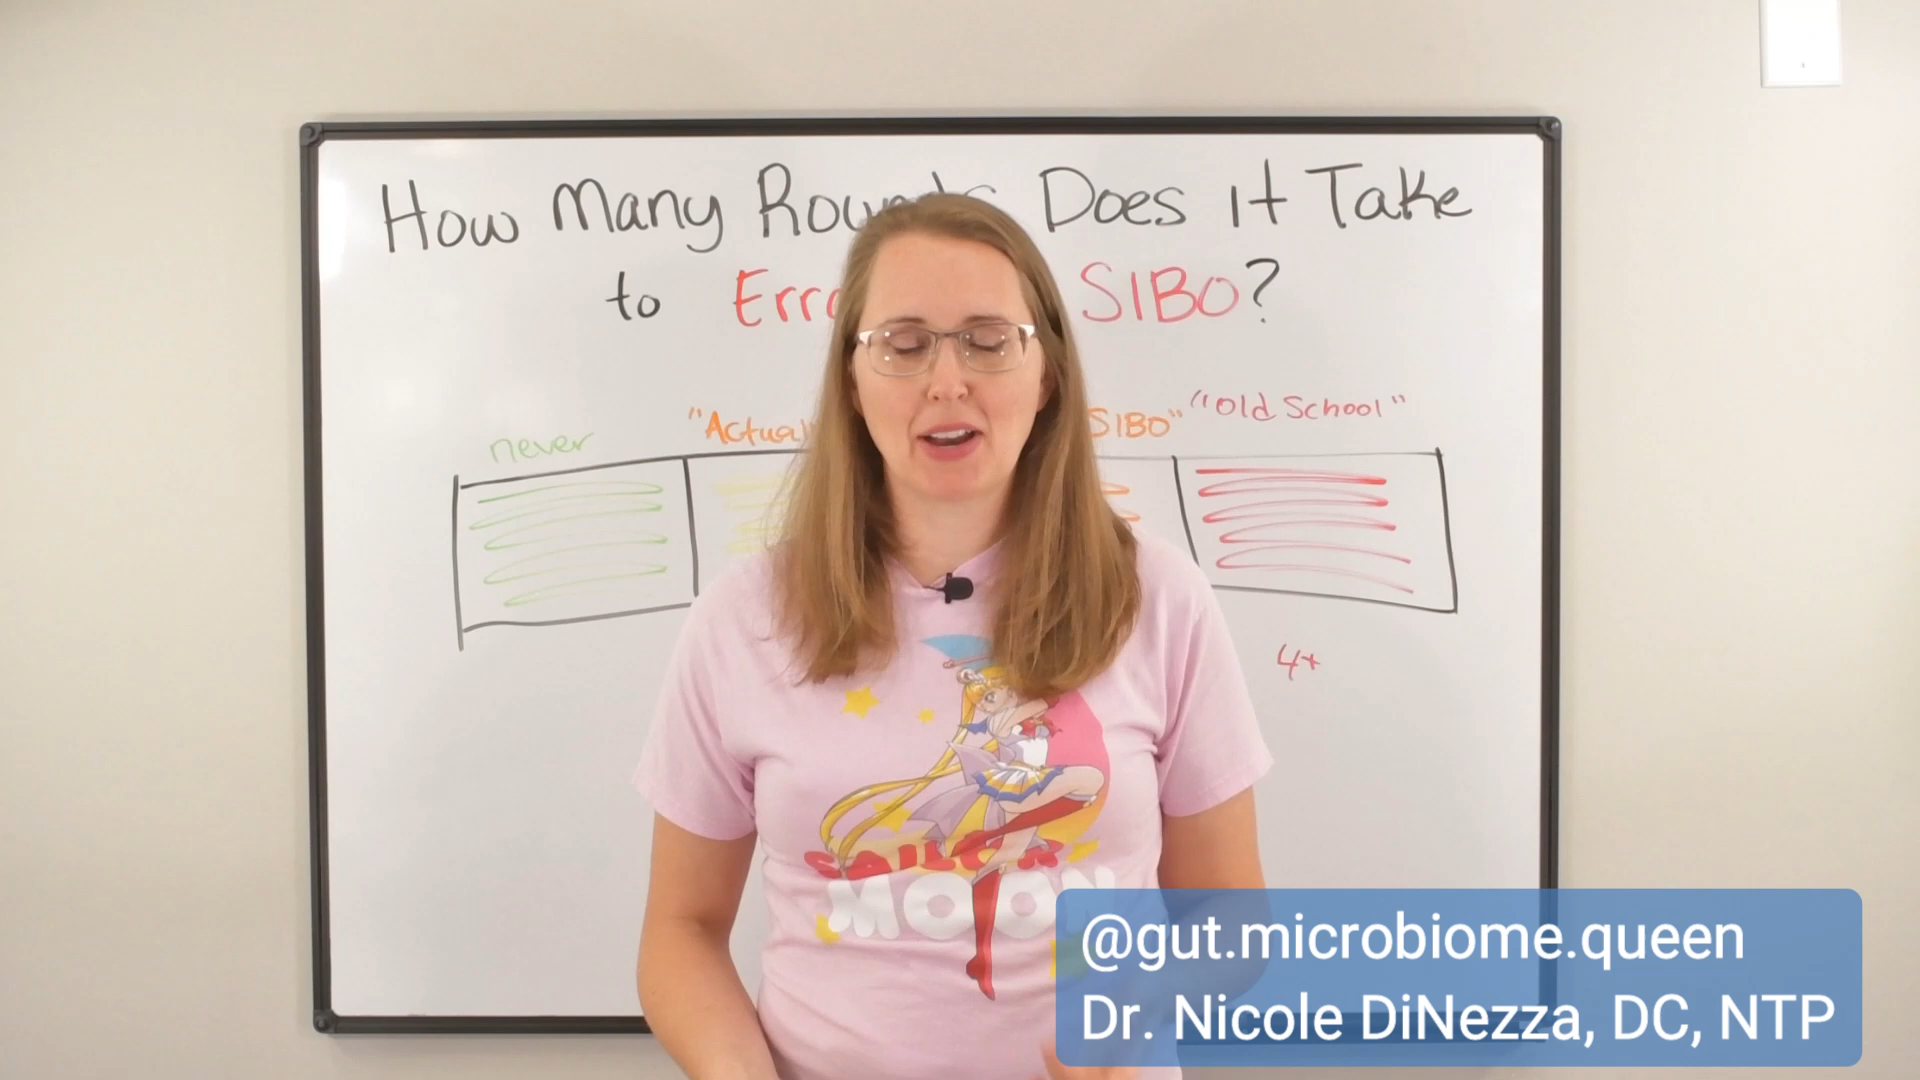 How Many Does it Take
to SIBO?
never "Actual SIBO" "Old School"
4+
SAILOR
MOON
@gut.microbiome.queen
Dr. Nicole DiNezza, DC, NTP